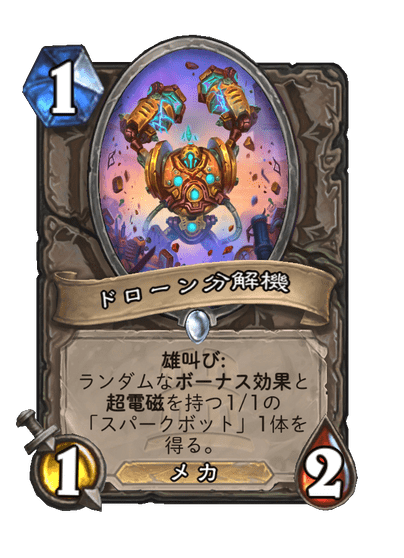 1
ドローン分解機
雄叫び:
ランダムなボーナス効果と
超電磁を持つ1/1の
「スパークボット」1体を
得る。
メカ
1
2